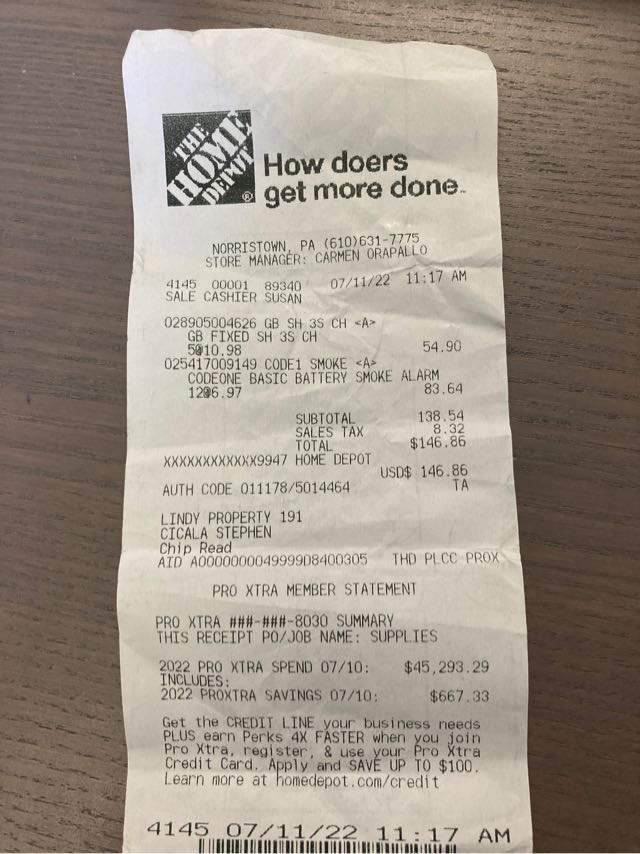 THE
HOME
DEPOT®
How doers
get more done™
NORRISTOWN, PA (610)631-7775
STORE MANAGER: CARMEN ORAPALLO
4145 00001 89340 07/11/22 11:17 AM
SALE CASHIER SUSAN
028905004626 GB SH 3S CH <A>
GB FIXED SH 3S CH
5@10.98 54.90
025417009149 CODE1 SMOKE <A>
CODEONE BASIC BATTERY SMOKE ALARM
12@6.97 83.64
SUBTOTAL 138.54
SALES TAX 8.32
TOTAL $146.86
XXXXXXXXXXXX9947 HOME DEPOT
USD$ 146.86
AUTH CODE 011178/5014464 TA
LINDY PROPERTY 191
CICALA STEPHEN
Chip Read
AID A0000000049999D8400305 THD PLCC PROX
PRO XTRA MEMBER STATEMENT
PRO XTRA ###-###-8030 SUMMARY
THIS RECEIPT PO/JOB NAME: SUPPLIES
2022 PRO XTRA SPEND 07/10: $45,293.29
INCLUDES:
2022 PROXTRA SAVINGS 07/10: $667.33
Get the CREDIT LINE your business needs
PLUS earn Perks 4X FASTER when you join
Pro Xtra, register, & use your Pro Xtra
Credit Card. Apply and SAVE UP TO $100.
Learn more at homedepot.com/credit
4145 07/11/22 11:17 AM